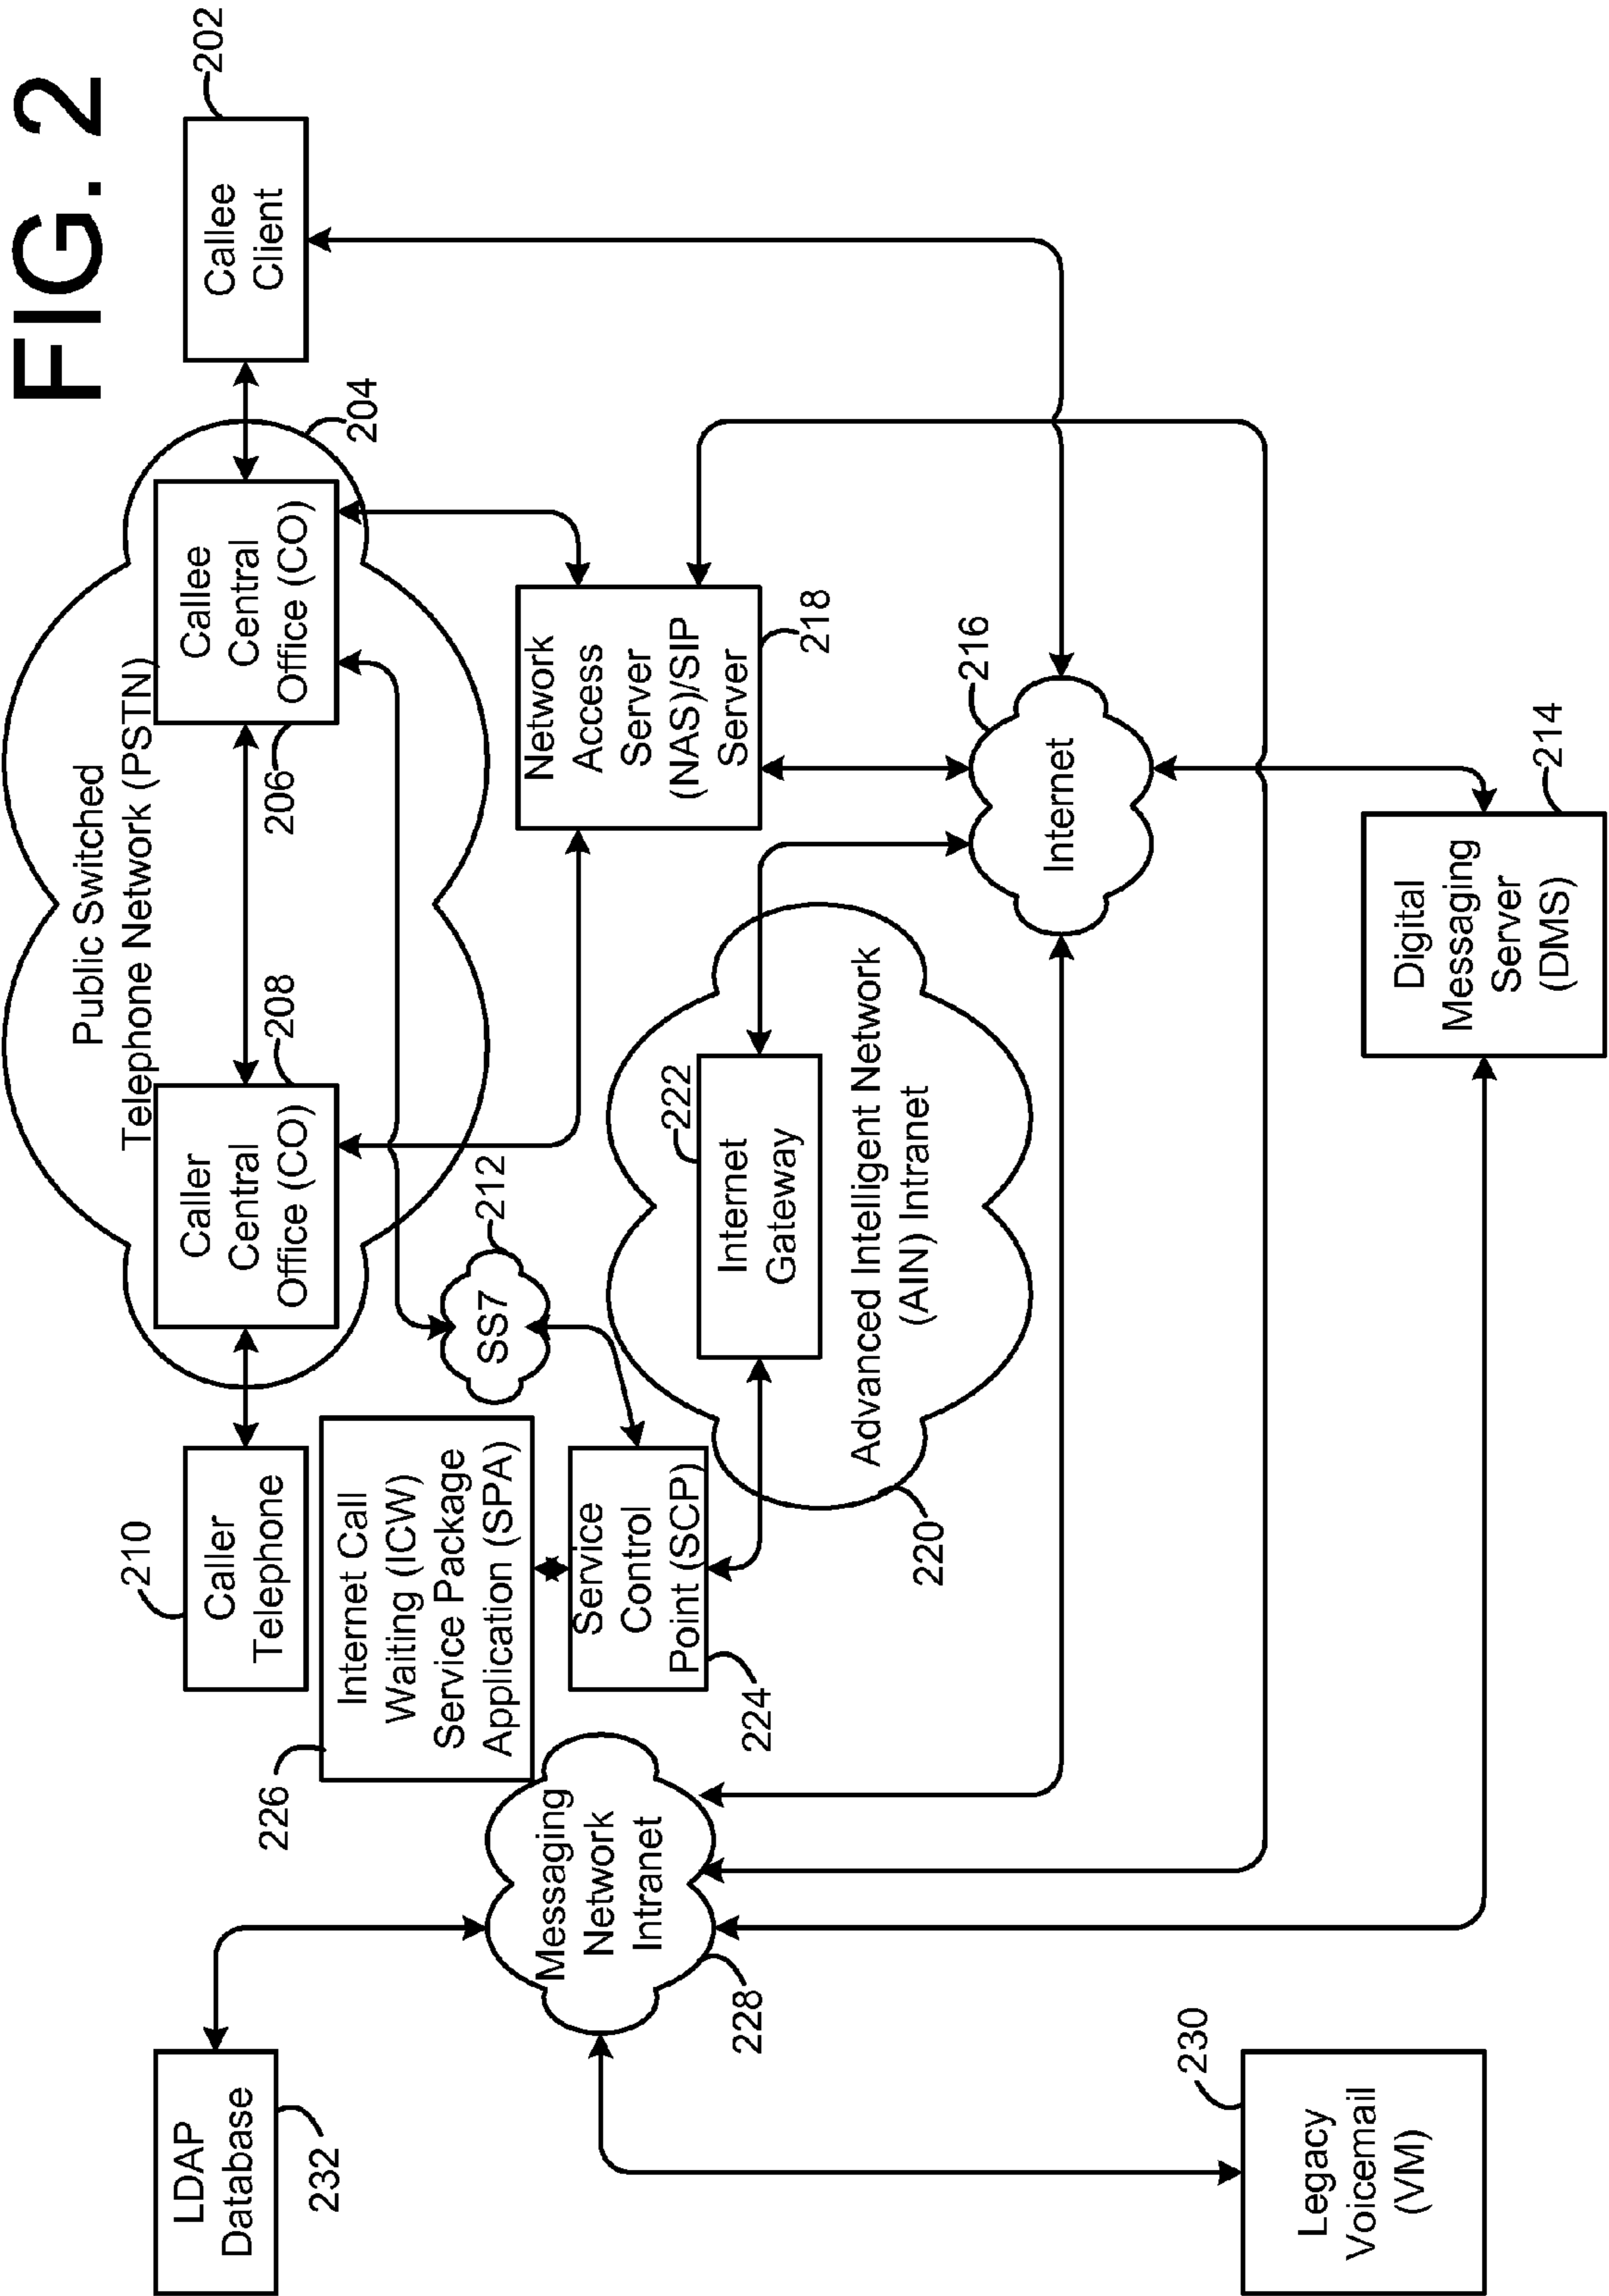 FIG. 2
LDAP
Database
232
210
Caller
Telephone
Public Switched
Telephone Network (PSTN)
Caller
Central
Office (CO)
208
Callee
Central
Office (CO)
206
204
Callee
Client
202
226
Internet Call
Waiting (ICW)
Service Package
Application (SPA)
SS7
212
Messaging
Network
Intranet
228
Service
Control
Point (SCP)
224
Internet
Gateway
222
Advanced Intelligent Network
(AIN) Intranet
220
Network
Access
Server
(NAS)/SIP
Server
218
Internet
216
Legacy
Voicemail
(VM)
230
Digital
Messaging
Server
(DMS)
214